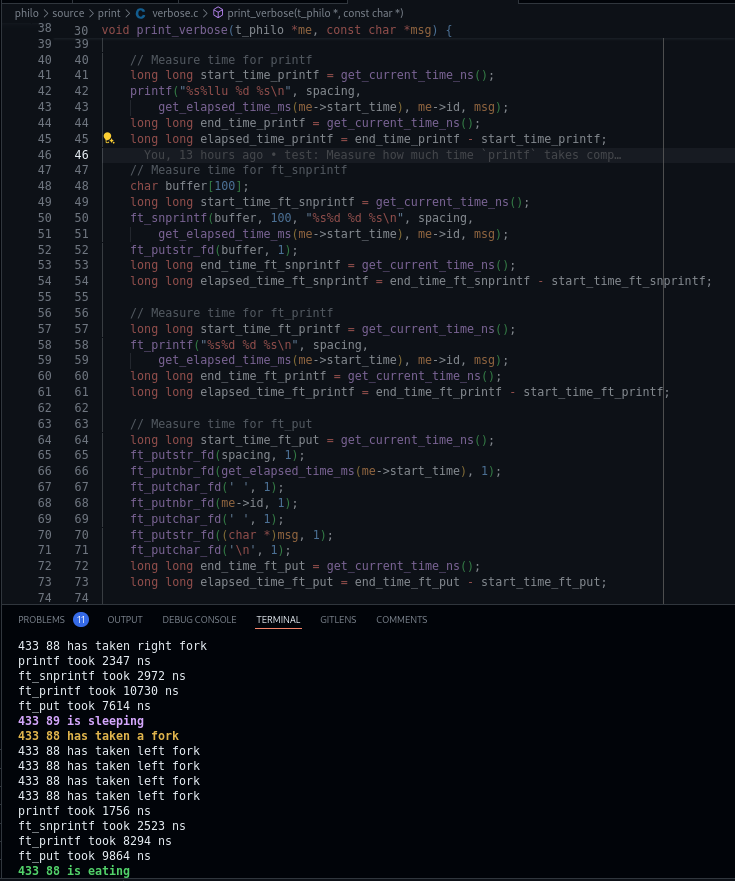 philo > source > print > C verbose.c > print_verbose(t_philo *, const char *)
38 30 void print_verbose(t_philo *me, const char *msg) {
39 39
40 40 // Measure time for printf
41 41 long long start_time_printf = get_current_time_ns();
42 42 printf("%s%llu %d %s\n", spacing,
43 43 get_elapsed_time_ms(me->start_time), me->id, msg);
44 44 long long end_time_printf = get_current_time_ns();
45 45 long long elapsed_time_printf = end_time_printf - start_time_printf;
46 46 You, 13 hours ago • test: Measure how much time `printf` takes comp…
47 47 // Measure time for ft_snprintf
48 48 char buffer[100];
49 49 long long start_time_ft_snprintf = get_current_time_ns();
50 50 ft_snprintf(buffer, 100, "%s%d %d %s\n", spacing,
51 51 get_elapsed_time_ms(me->start_time), me->id, msg);
52 52 ft_putstr_fd(buffer, 1);
53 53 long long end_time_ft_snprintf = get_current_time_ns();
54 54 long long elapsed_time_ft_snprintf = end_time_ft_snprintf - start_time_ft_snprintf;
55 55
56 56 // Measure time for ft_printf
57 57 long long start_time_ft_printf = get_current_time_ns();
58 58 ft_printf("%s%d %d %s\n", spacing,
59 59 get_elapsed_time_ms(me->start_time), me->id, msg);
60 60 long long end_time_ft_printf = get_current_time_ns();
61 61 long long elapsed_time_ft_printf = end_time_ft_printf - start_time_ft_printf;
62 62
63 63 // Measure time for ft_put
64 64 long long start_time_ft_put = get_current_time_ns();
65 65 ft_putstr_fd(spacing, 1);
66 66 ft_putnbr_fd(get_elapsed_time_ms(me->start_time), 1);
67 67 ft_putchar_fd(' ', 1);
68 68 ft_putnbr_fd(me->id, 1);
69 69 ft_putchar_fd(' ', 1);
70 70 ft_putstr_fd((char *)msg, 1);
71 71 ft_putchar_fd('\n', 1);
72 72 long long end_time_ft_put = get_current_time_ns();
73 73 long long elapsed_time_ft_put = end_time_ft_put - start_time_ft_put;
74 74
PROBLEMS 11 OUTPUT DEBUG CONSOLE TERMINAL GITLENS COMMENTS
433 88 has taken right fork
printf took 2347 ns
ft_snprintf took 2972 ns
ft_printf took 10730 ns
ft_put took 7614 ns
433 89 is sleeping
433 88 has taken a fork
433 88 has taken left fork
433 88 has taken left fork
433 88 has taken left fork
433 88 has taken left fork
printf took 1756 ns
ft_snprintf took 2523 ns
ft_printf took 8294 ns
ft_put took 9864 ns
433 88 is eating